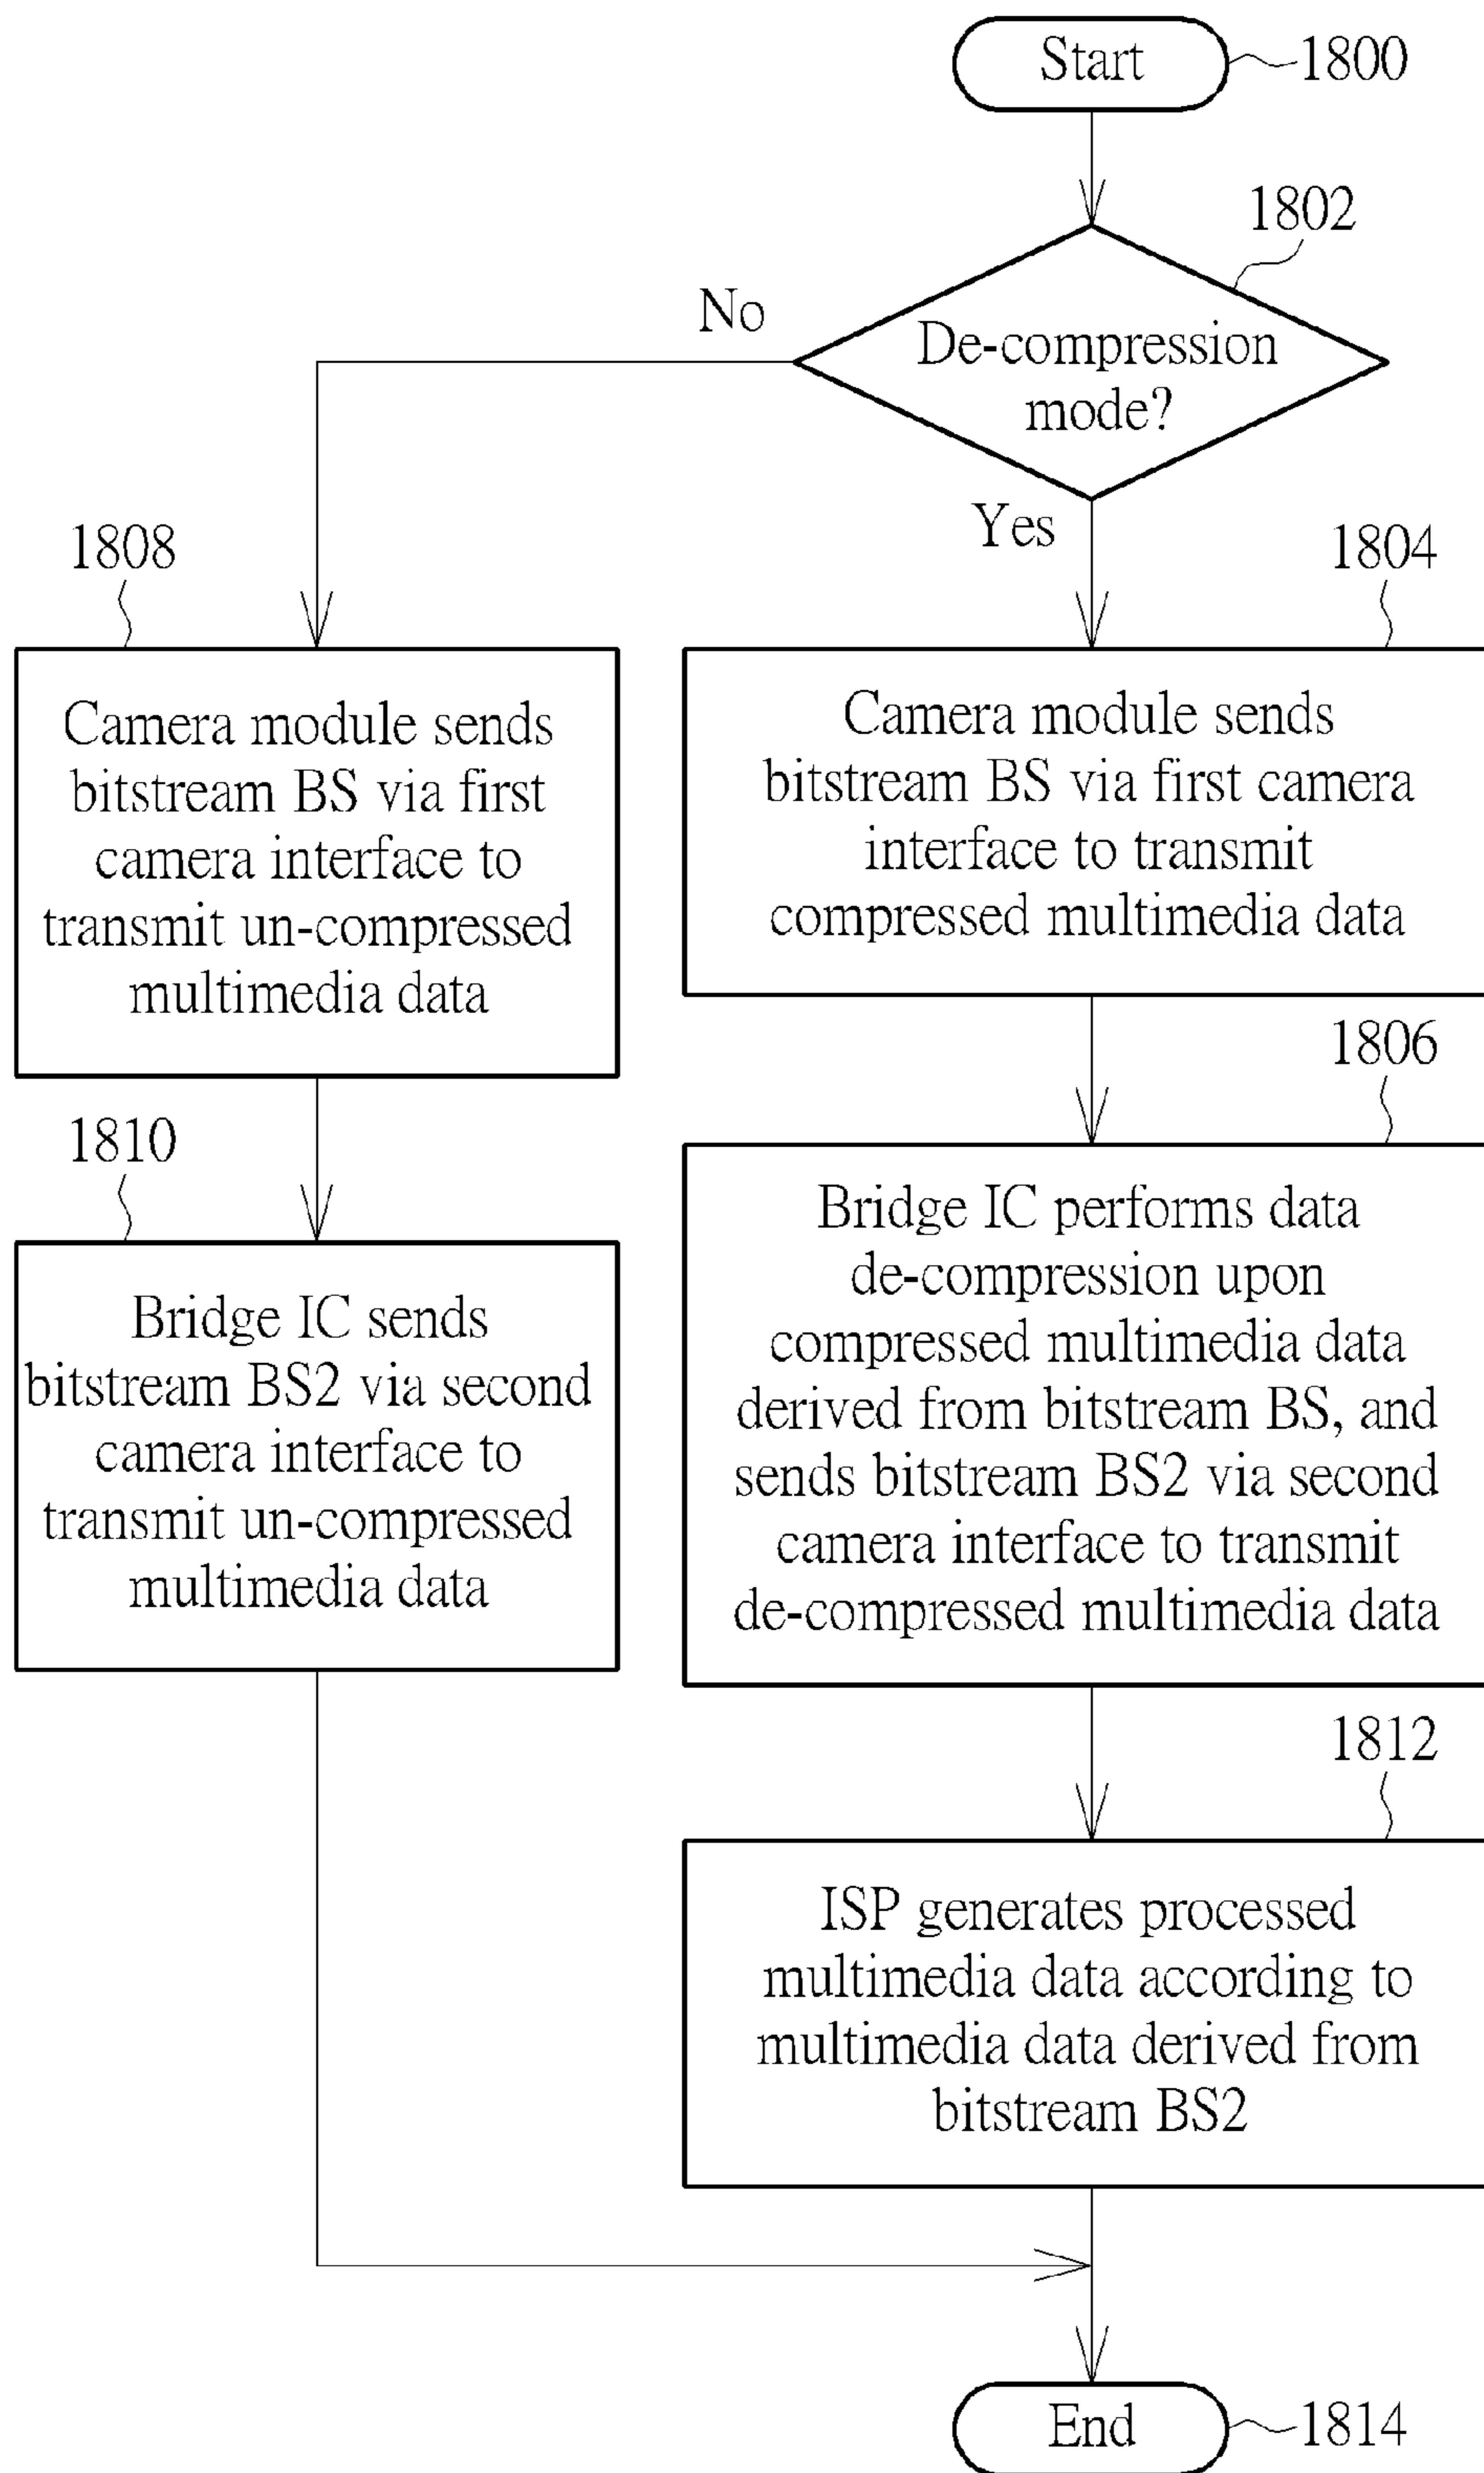 Start
1800
1802
No
De-compression
mode?
Yes
1808
1804
Camera module sends
bitstream BS via first
camera interface to
transmit un-compressed
multimedia data
Camera module sends
bitstream BS via first camera
interface to transmit
compressed multimedia data
1806
1810
Bridge IC sends
bitstream BS2 via second
camera interface to
transmit un-compressed
multimedia data
Bridge IC performs data
de-compression upon
compressed multimedia data
derived from bitstream BS, and
sends bitstream BS2 via second
camera interface to transmit
de-compressed multimedia data
1812
ISP generates processed
multimedia data according to
multimedia data derived from
bitstream BS2
End
1814